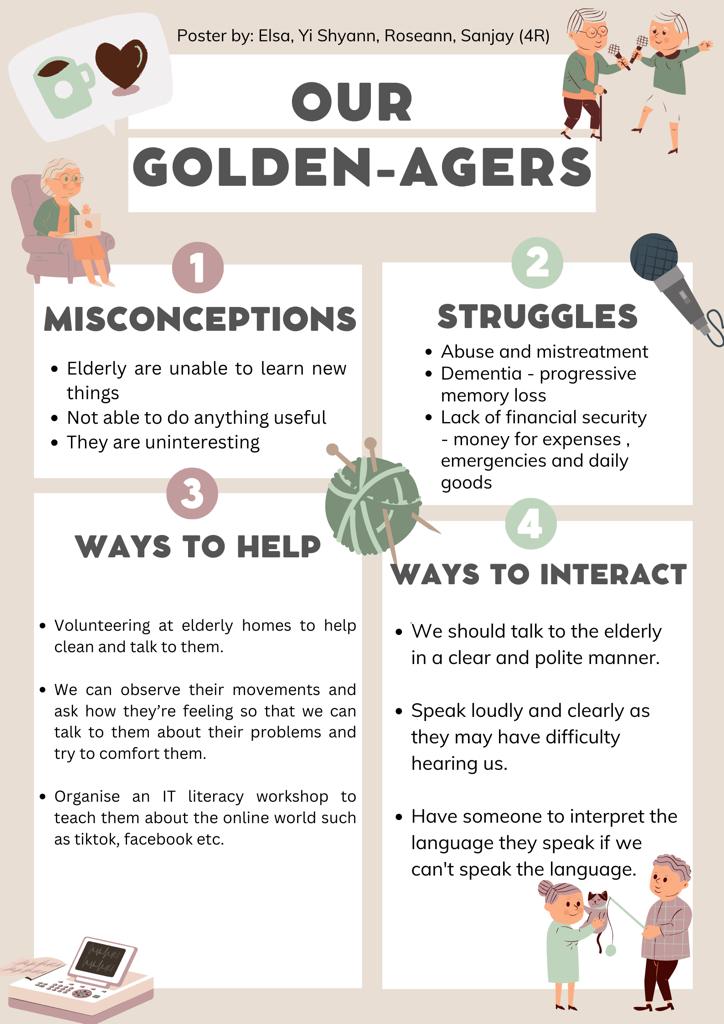 Poster by: Elsa, Yi Shyann, Roseann, Sanjay (4R)
OUR
GOLDEN-AGERS
1
MISCONCEPTIONS
• Elderly are unable to learn new
things
• Not able to do anything useful
• They are uninteresting
2
STRUGGLES
• Abuse and mistreatment
• Dementia - progressive
memory loss
• Lack of financial security
- money for expenses ,
emergencies and daily
goods
3
WAYS TO HELP
• Volunteering at elderly homes to help
clean and talk to them.
• We can observe their movements and
ask how they’re feeling so that we can
talk to them about their problems and
try to comfort them.
• Organise an IT literacy workshop to
teach them about the online world such
as tiktok, facebook etc.
4
WAYS TO INTERACT
• We should talk to the elderly
in a clear and polite manner.
• Speak loudly and clearly as
they may have difficulty
hearing us.
• Have someone to interpret the
language they speak if we
can't speak the language.